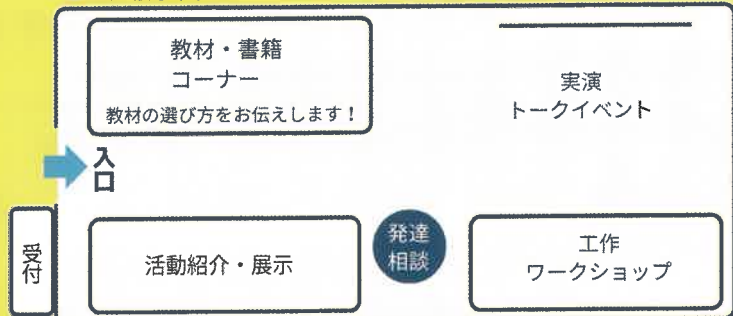 教材・書籍
コーナー
教材の選び方をお伝えします！
実演
トークイベント
入口
受付
活動紹介・展示
発達
相談
工作
ワークショップ